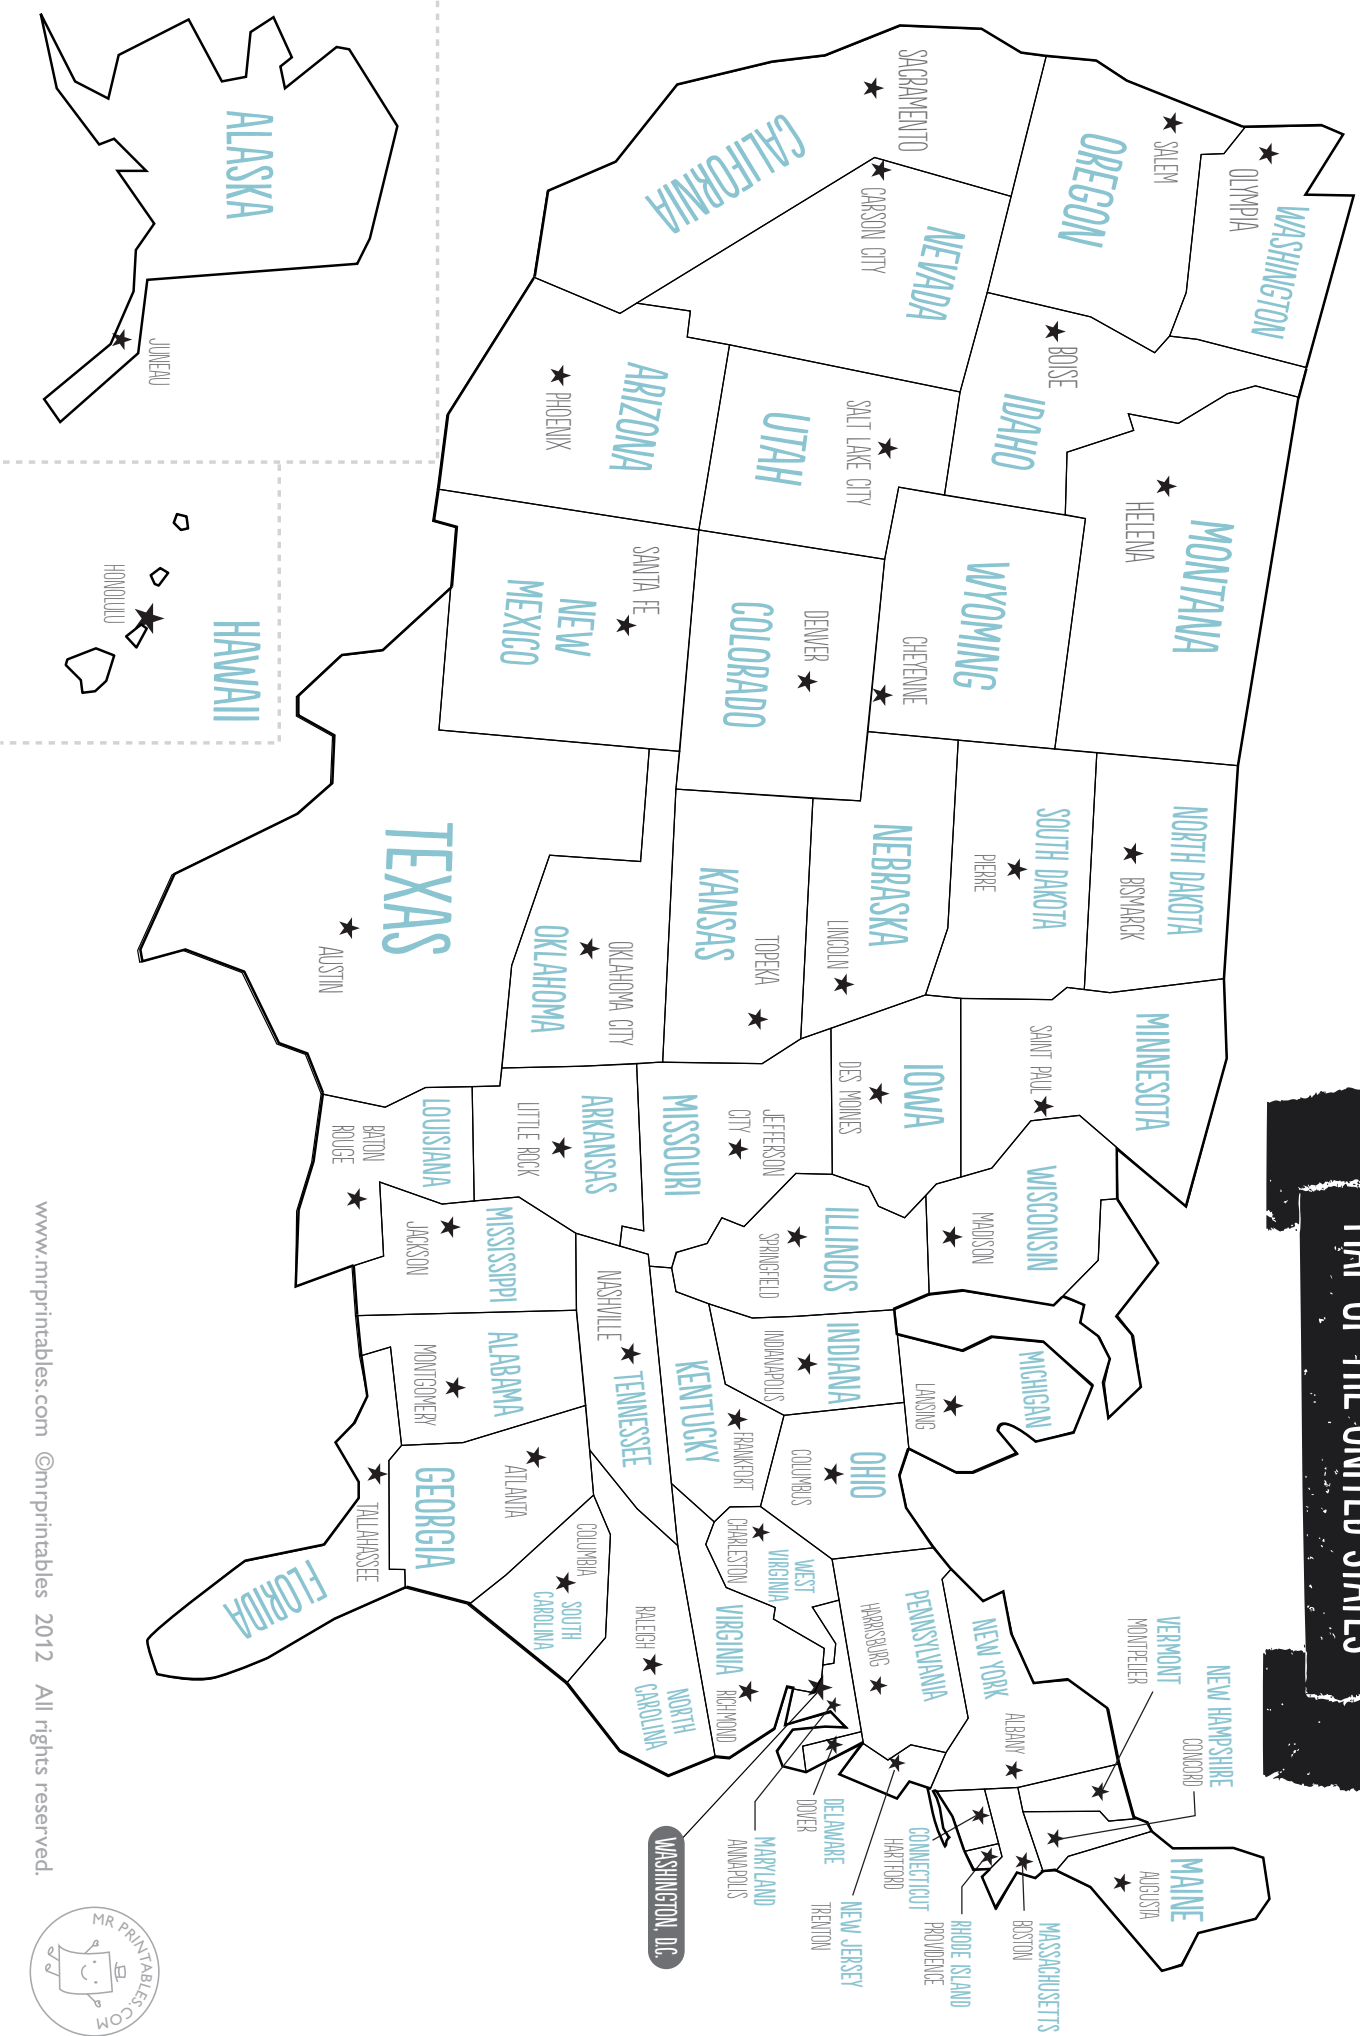 MAP OF THE UNITED STATES
WASHINGTON
OLYMPIA
OREGON
SALEM
CALIFORNIA
SACRAMENTO
NEVADA
CARSON CITY
IDAHO
BOISE
MONTANA
HELENA
WYOMING
CHEYENNE
UTAH
SALT LAKE CITY
COLORADO
DENVER
ARIZONA
PHOENIX
NEW
MEXICO
SANTA FE
NORTH DAKOTA
BISMARCK
SOUTH DAKOTA
PIERRE
NEBRASKA
LINCOLN
KANSAS
TOPEKA
OKLAHOMA CITY
OKLAHOMA
TEXAS
AUSTIN
MINNESOTA
SAINT PAUL
IOWA
DES MOINES
MISSOURI
JEFFERSON
CITY
ARKANSAS
LITTLE ROCK
LOUISIANA
BATON
ROUGE
WISCONSIN
MADISON
ILLINOIS
SPRINGFIELD
MICHIGAN
LANSING
INDIANA
INDIANAPOLIS
OHIO
COLUMBUS
KENTUCKY
FRANKFORT
TENNESSEE
NASHVILLE
MISSISSIPPI
JACKSON
ALABAMA
MONTGOMERY
GEORGIA
ATLANTA
FLORIDA
TALLAHASSEE
SOUTH
CAROLINA
COLUMBIA
NORTH
CAROLINA
RALEIGH
VIRGINIA
RICHMOND
WEST
VIRGINIA
CHARLESTON
PENNSYLVANIA
HARRISBURG
NEW YORK
ALBANY
VERMONT
MONTPELIER
NEW HAMPSHIRE
CONCORD
MAINE
AUGUSTA
MASSACHUSETTS
BOSTON
RHODE ISLAND
PROVIDENCE
CONNECTICUT
HARTFORD
NEW JERSEY
TRENTON
DELAWARE
DOVER
MARYLAND
ANNAPOLIS
WASHINGTON, D.C.
ALASKA
JUNEAU
HAWAII
HONOLULU
www.mrprintables.com ©mrprintables 2012 All rights reserved.
MR PRINTABLES.COM